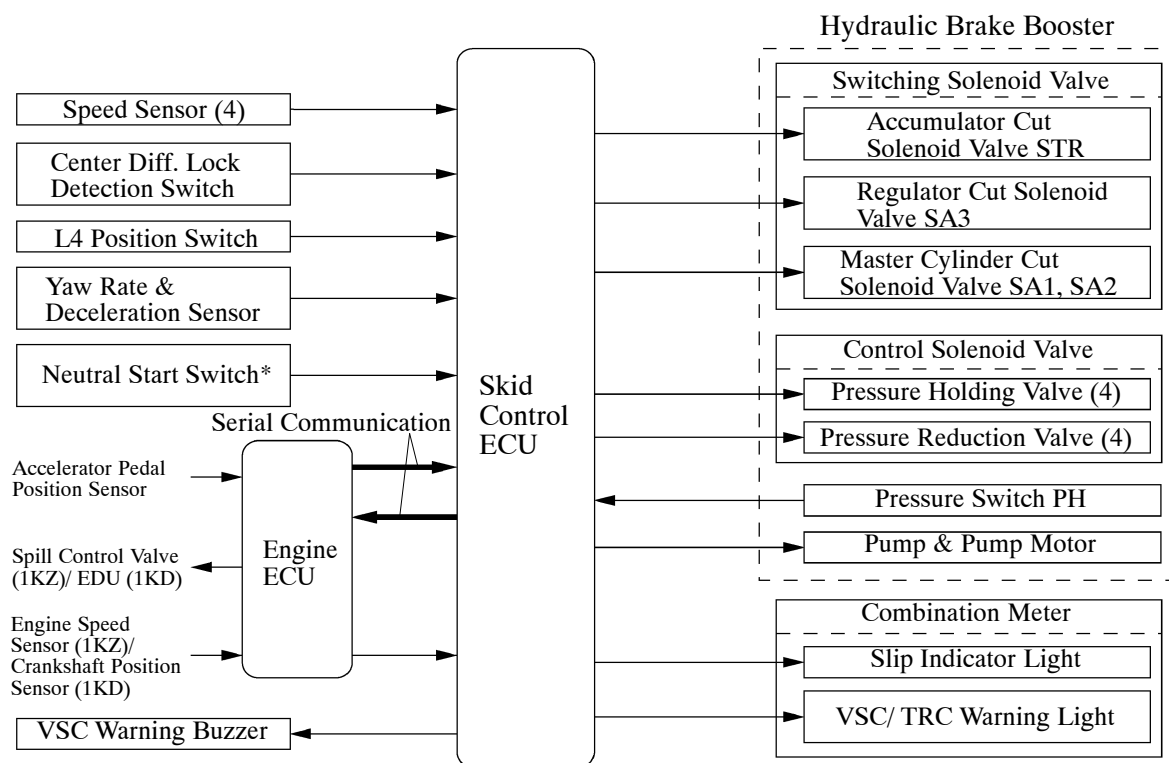 Hydraulic Brake Booster
Speed Sensor (4)
Center Diff. Lock
Detection Switch
L4 Position Switch
Yaw Rate &
Deceleration Sensor
Neutral Start Switch*
Serial Communication
Accelerator Pedal
Position Sensor
Spill Control Valve
(1KZ)/ EDU (1KD)
Engine Speed
Sensor (1KZ)/
Crankshaft Position
Sensor (1KD)
Engine
ECU
VSC Warning Buzzer
Skid
Control
ECU
Switching Solenoid Valve
Accumulator Cut
Solenoid Valve STR
Regulator Cut Solenoid
Valve SA3
Master Cylinder Cut
Solenoid Valve SA1, SA2
Control Solenoid Valve
Pressure Holding Valve (4)
Pressure Reduction Valve (4)
Pressure Switch PH
Pump & Pump Motor
Combination Meter
Slip Indicator Light
VSC/ TRC Warning Light